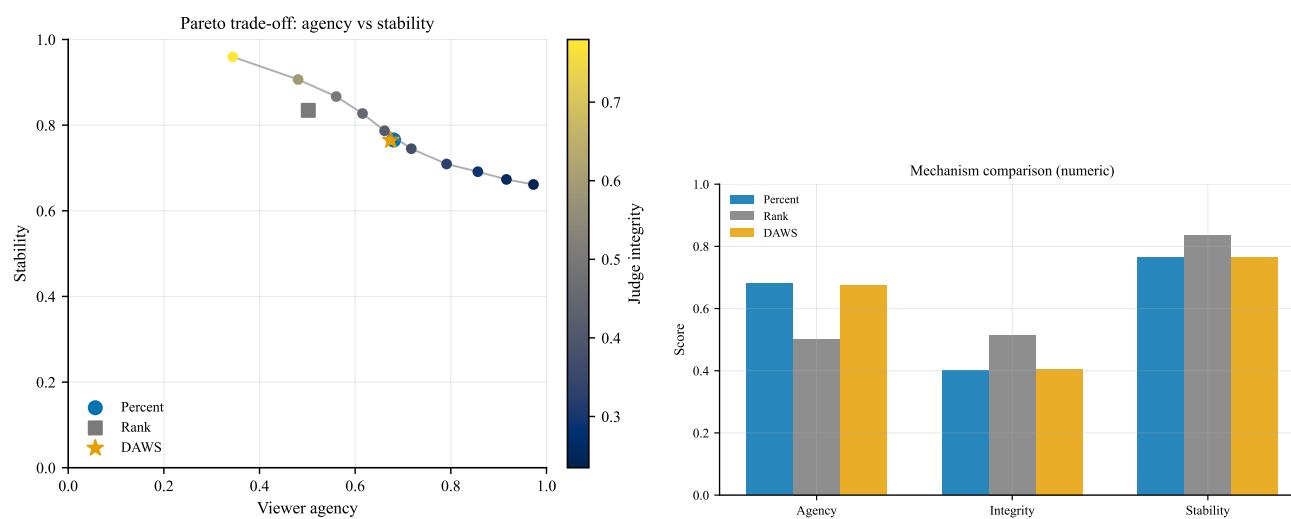 Pareto trade-off: agency vs stability
1.0
0.8
0.6
0.4
0.2
0.0
Stability
0.0
0.2
0.4
0.6
0.8
1.0
Viewer agency
Percent
Rank
DAWS
0.7
0.6
0.5
0.4
0.3
Judge integrity
Mechanism comparison (numeric)
1.0
0.8
0.6
0.4
0.2
0.0
Score
Percent
Rank
DAWS
Agency
Integrity
Stability